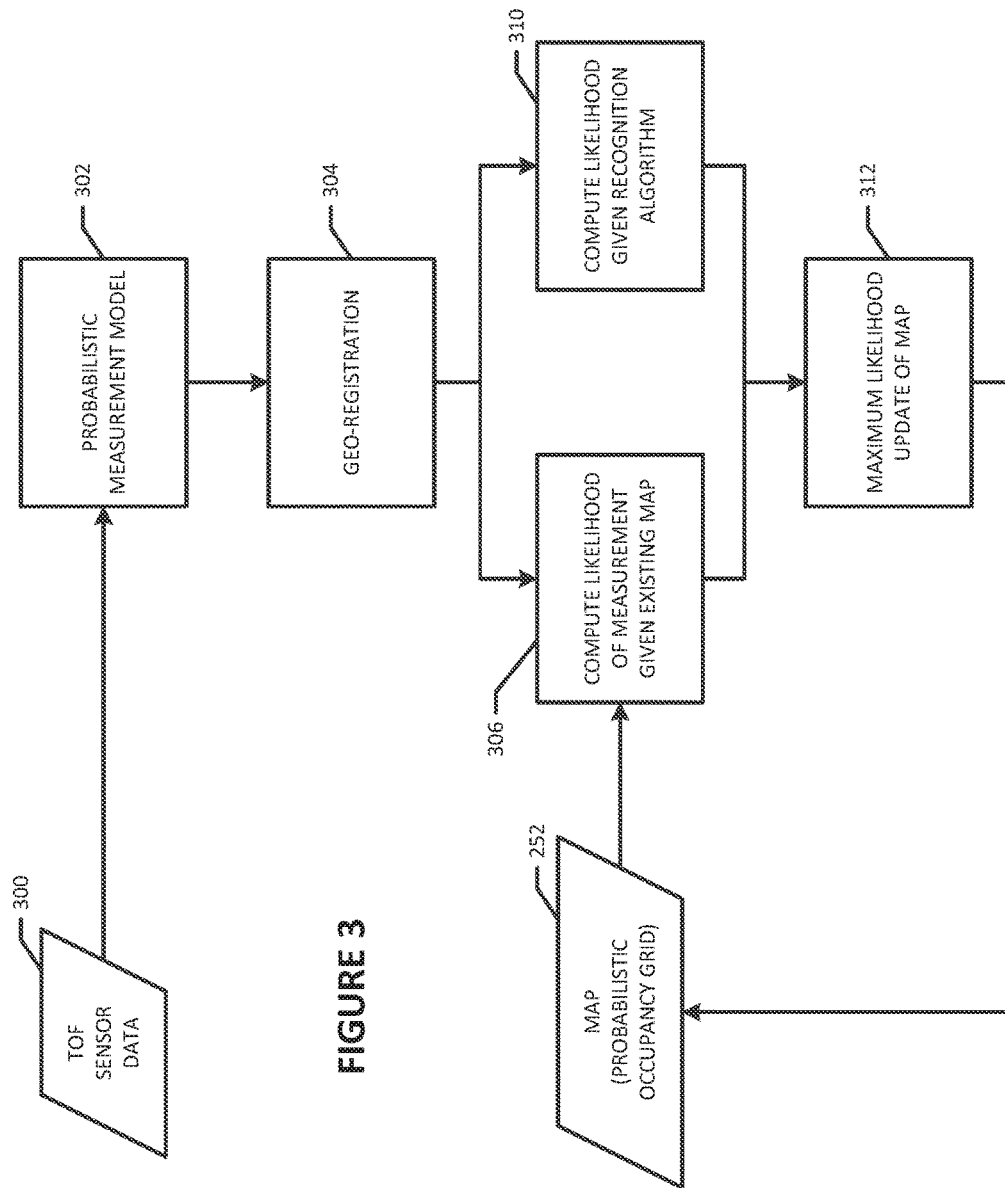 300
TOF
SENSOR
DATA
302
PROBABILISTIC
MEASUREMENT MODEL
304
GEO-REGISTRATION
FIGURE 3
252
MAP
(PROBABILISTIC
OCCUPANCY GRID)
306
COMPUTE LIKELIHOOD
OF MEASUREMENT
GIVEN EXISTING MAP
310
COMPUTE LIKELIHOOD
GIVEN RECOGNITION
ALGORITHM
312
MAXIMUM LIKELIHOOD
UPDATE OF MAP